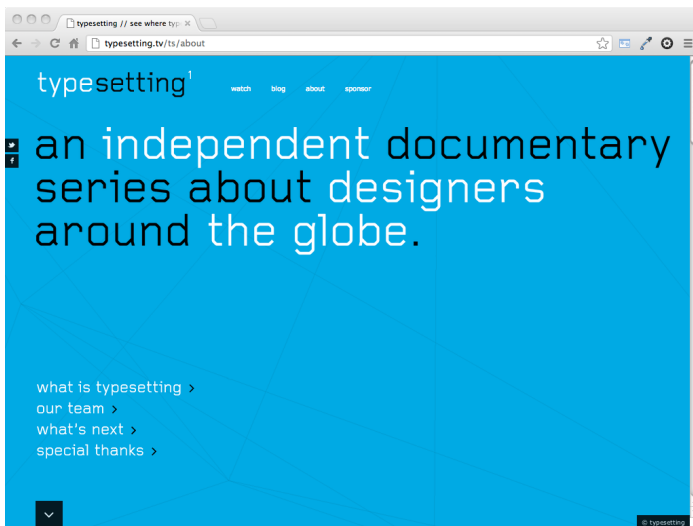 typesetting // see where typ
typesetting.tv/ts/about
typesetting1
watch blog about sponsor
an independent documentary
series about designers
around the globe.
what is typesetting >
our team >
what's next >
special thanks >
© typesetting